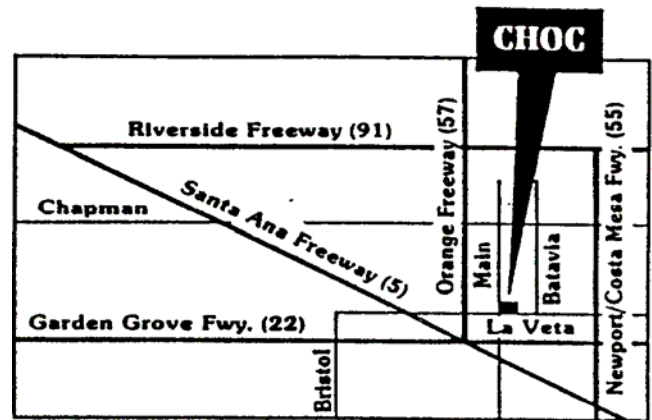 CHOC
Riverside Freeway (91)
Orange Freeway (57)
Newport/Costa Mesa Fwy. (55)
Santa Ana Freeway (5)
Chapman
Main
Batavia
Garden Grove Fwy. (22)
La Veta
Bristol